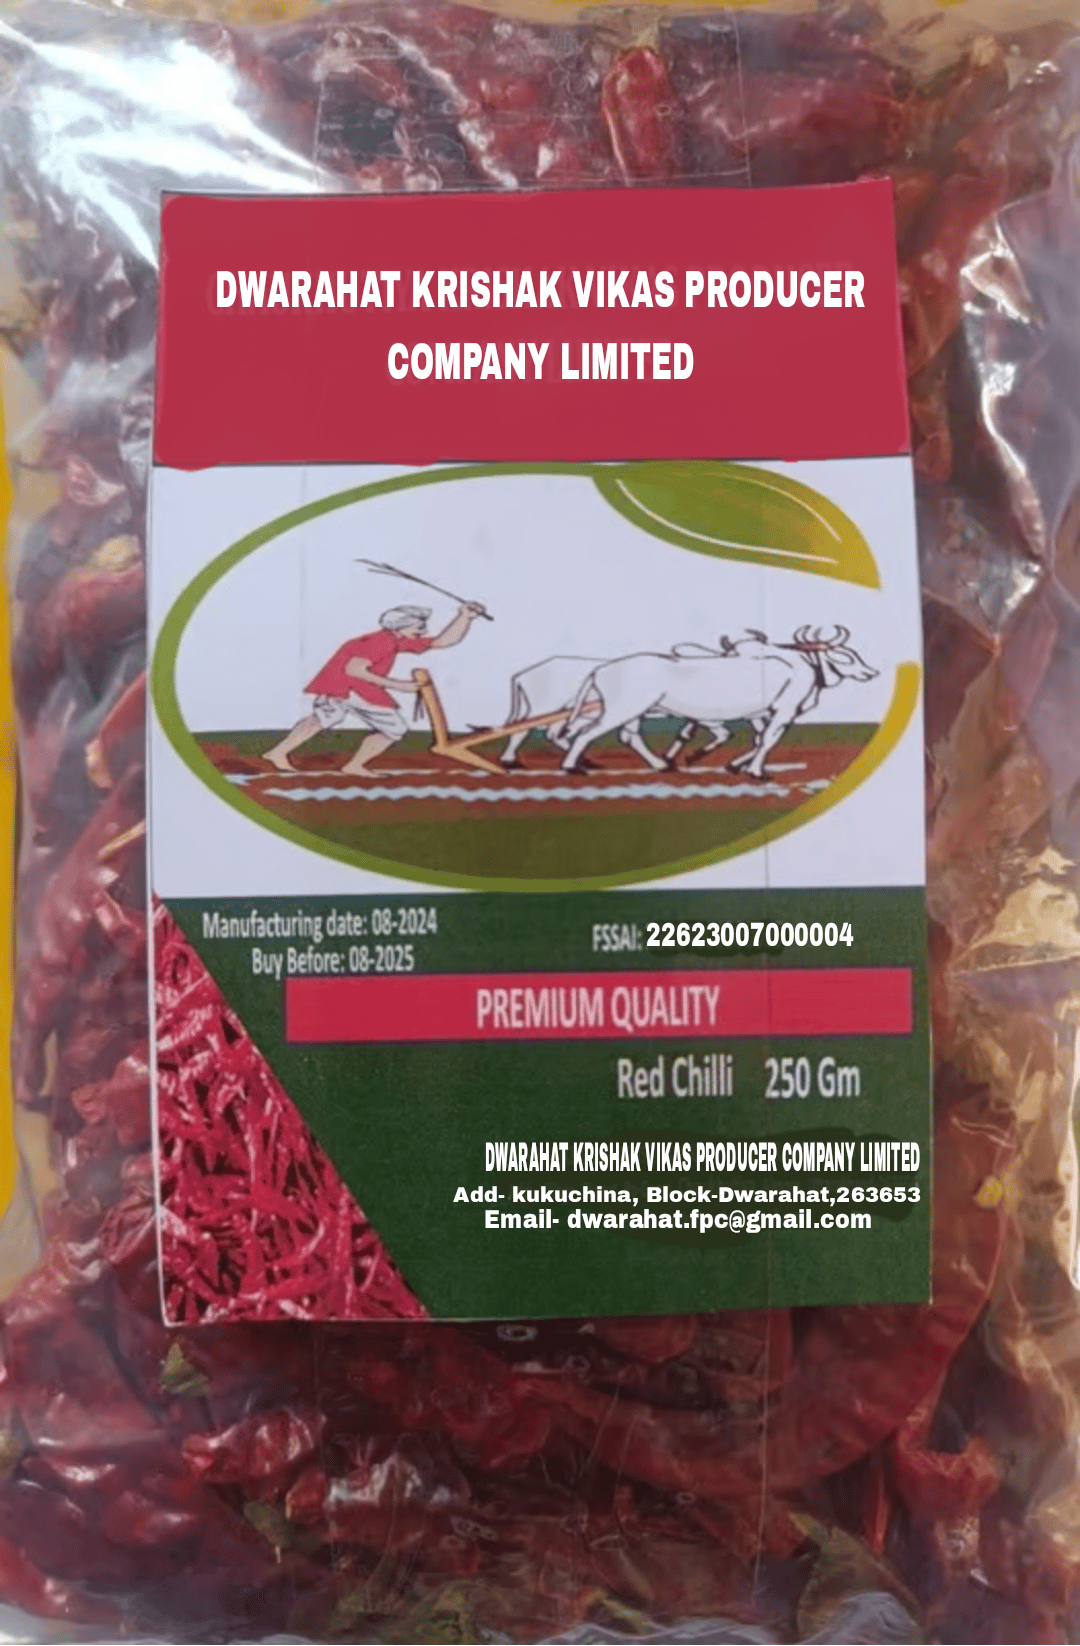 DWARAHAT KRISHAK VIKAS PRODUCER
COMPANY LIMITED
Manufacturing date: 08-2024
Buy Before: 08-2025
FSSAI: 22623007000004
PREMIUM QUALITY
Red Chilli 250 Gm
DWARAHAT KRISHAK VIKAS PRODUCER COMPANY LIMITED
Add- kukuchina, Block-Dwarahat,263653
Email- dwarahat.fpc@gmail.com